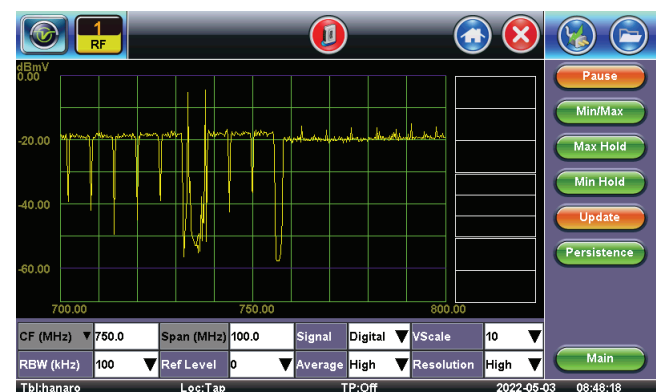 1
RF
dBmV
0.00
-20.00
-40.00
-60.00
700.00 750.00 800.00
Pause
Min/Max
Max Hold
Min Hold
Update
Persistence
Main
CF (MHz) 750.0 Span (MHz) 100.0 Signal Digital VScale 10
RBW (kHz) 100 Ref Level 0 Average High Resolution High
Tbl:hanaro Loc:Tap TP:Off 2022-05-03 08:48:18